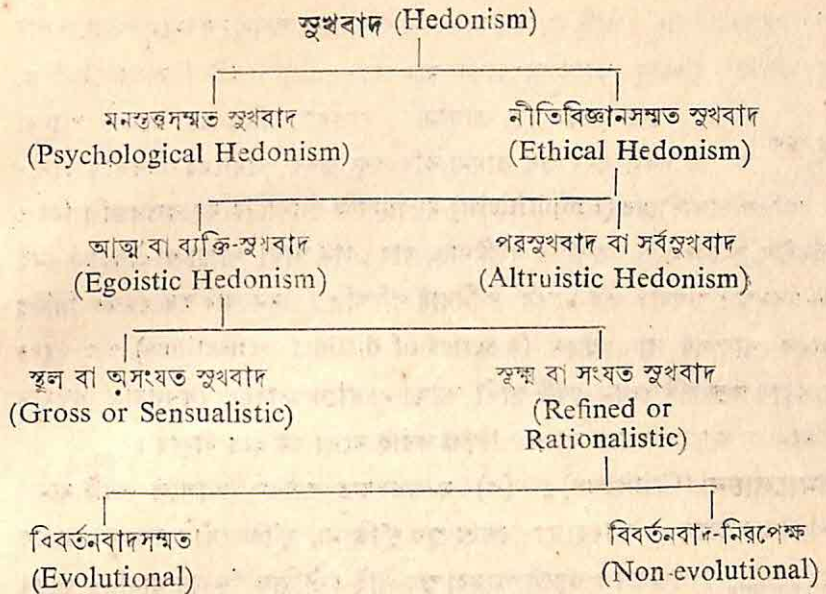 সুখবাদ (Hedonism)
মনস্তত্ত্বসম্মত সুখবাদ
(Psychological Hedonism)
নীতিবিজ্ঞানসম্মত সুখবাদ
(Ethical Hedonism)
আত্ম বা ব্যক্তি-সুখবাদ
(Egoistic Hedonism)
পরসুখবাদ বা সর্বসুখবাদ
(Altruistic Hedonism)
স্থূল বা অসংযত সুখবাদ
(Gross or Sensualistic)
সূক্ষ্ম বা সংযত সুখবাদ
(Refined or
Rationalistic)
বিবর্তনবাদসম্মত
(Evolutional)
বিবর্তনবাদ-নিরপেক্ষ
(Non-evolutional)